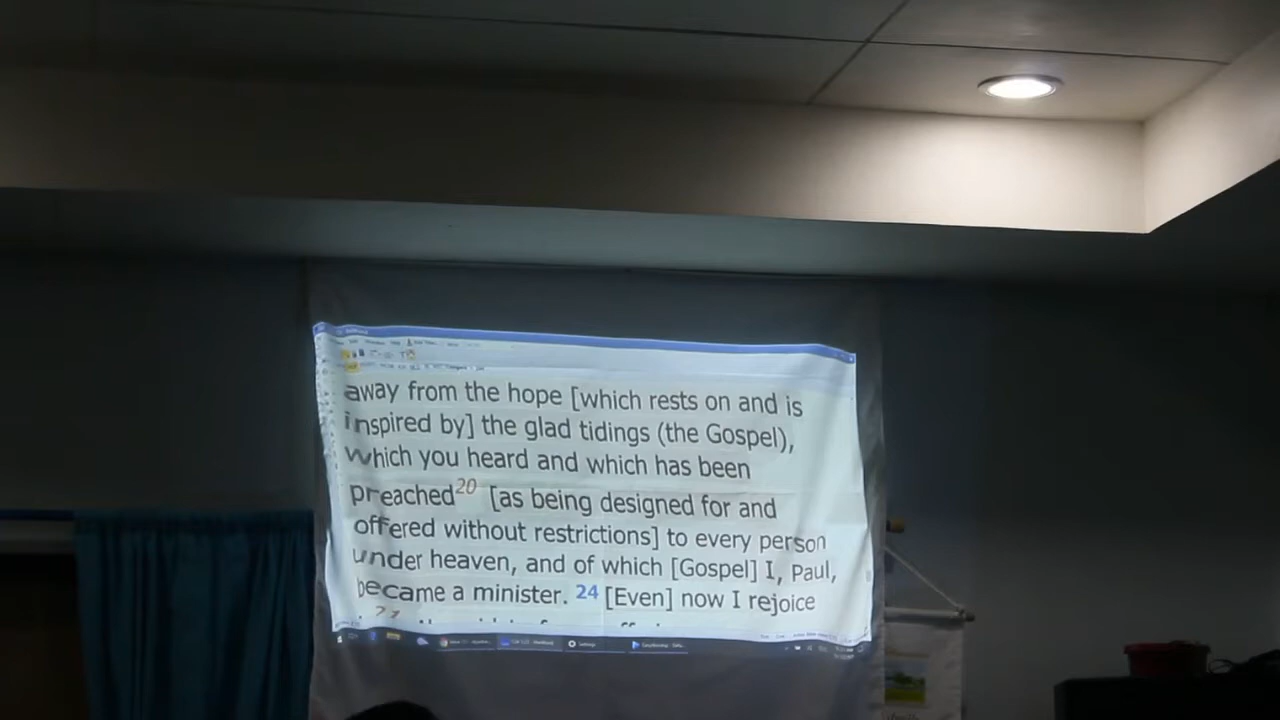 away from the hope [which rests on and is
inspired by] the glad tidings (the Gospel),
which you heard and which has been
preached20 [as being designed for and
offered without restrictions] to every person
under heaven, and of which [Gospel] I, Paul,
became a minister. 24 [Even] now I rejoice
21
Settings